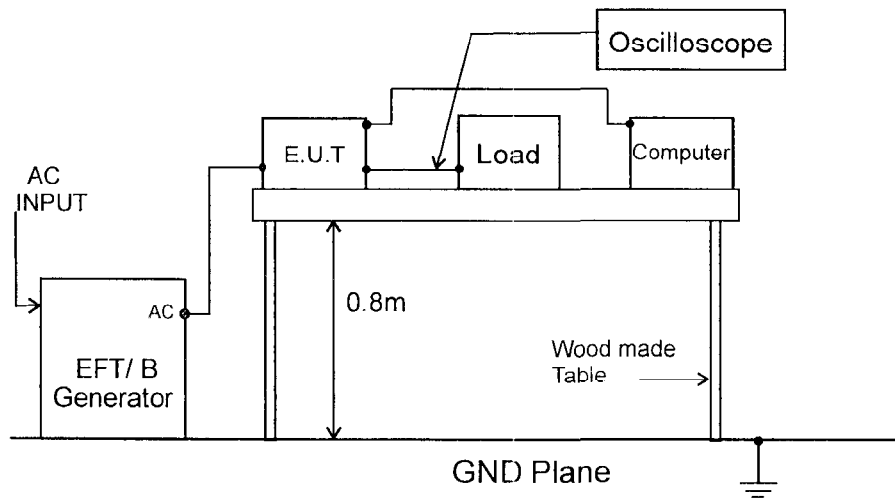 Oscilloscope
E.U.T
Load
Computer
AC
INPUT
AC
0.8m
EFT/ B
Generator
Wood made
Table
GND Plane